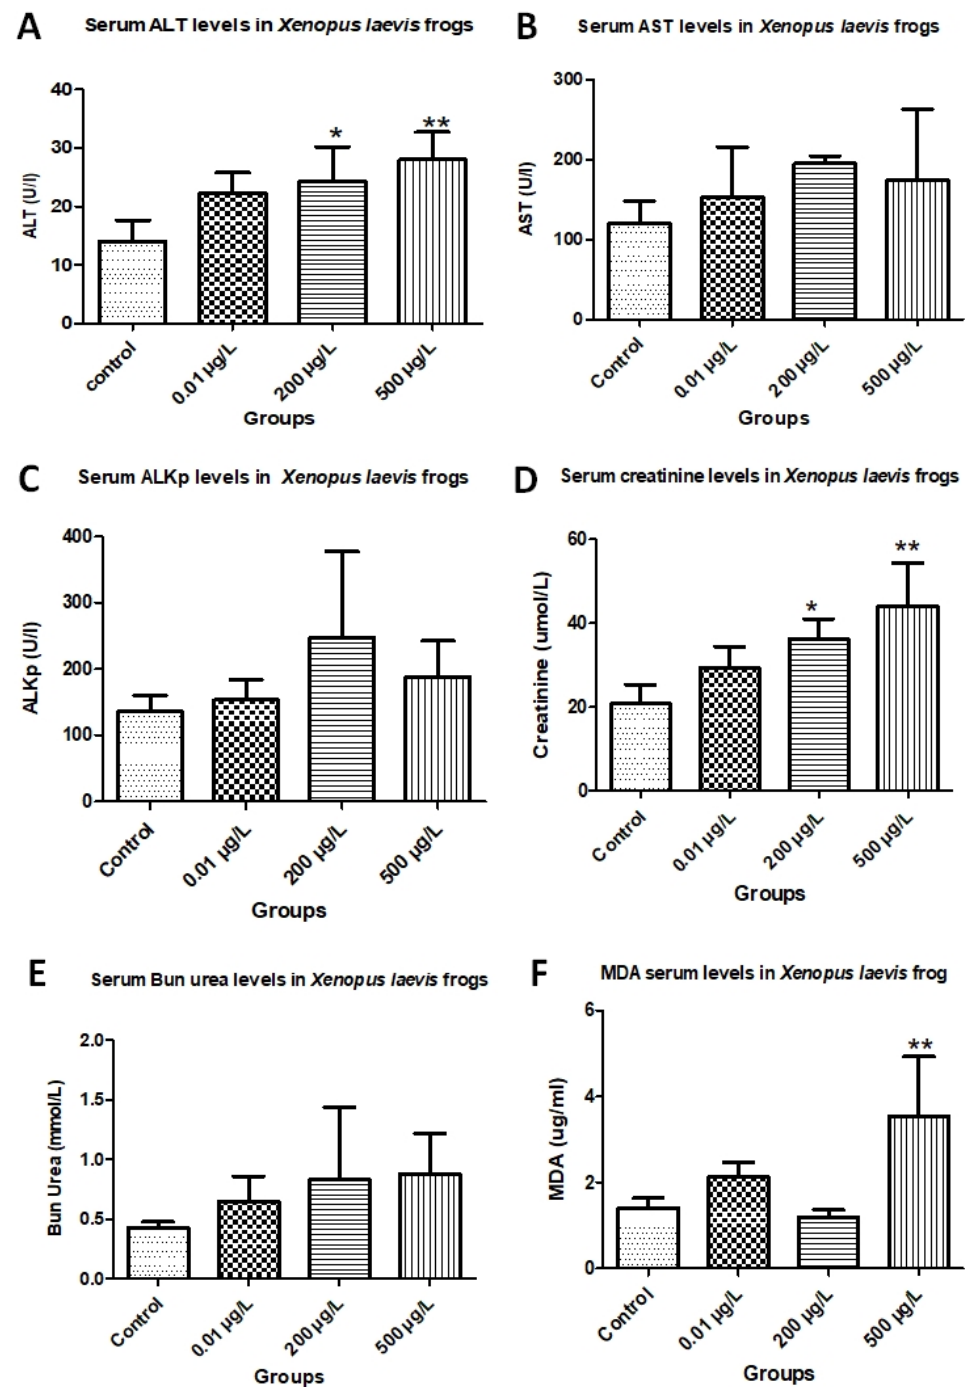 A
Serum ALT levels in Xenopus laevis frogs
ALT (U/l)
40
30
20
10
0
*
**
control
0.01 µg/L
200 µg/L
500 µg/L
Groups
B
Serum AST levels in Xenopus laevis frogs
AST (U/l)
300
200
100
0
Control
0.01 µg/L
200 µg/L
500 µg/L
Groups
C
Serum ALKp levels in Xenopus laevis frogs
ALKp (U/l)
400
300
200
100
0
Control
0.01 µg/L
200 µg/L
500 µg/L
Groups
D
Serum creatinine levels in Xenopus laevis frogs
Creatinine (umol/L)
60
40
20
0
*
**
Control
0.01 µg/L
200 µg/L
500 µg/L
Groups
E
Serum Bun urea levels in Xenopus laevis frogs
Bun Urea (mmol/L)
2.0
1.5
1.0
0.5
0.0
Control
0.01 µg/L
200 µg/L
500 µg/L
Groups
F
MDA serum levels in Xenopus laevis frog
MDA (ug/ml)
6
4
2
0
**
Control
0.01 µg/L
200 µg/L
500 µg/L
Groups